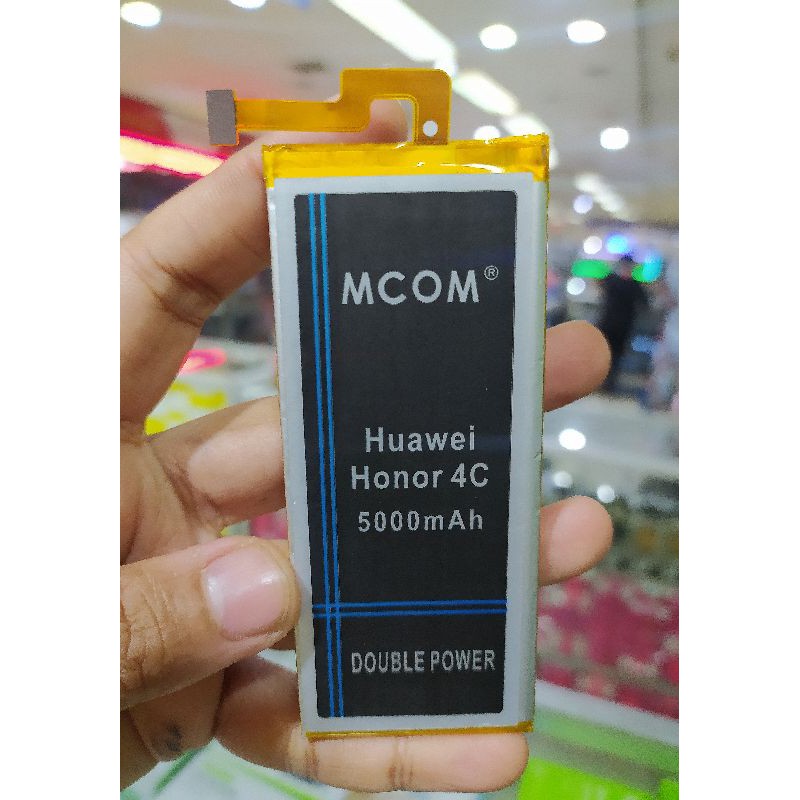 MCOM®
Huawei
Honor 4C
5000mAh
DOUBLE POWER